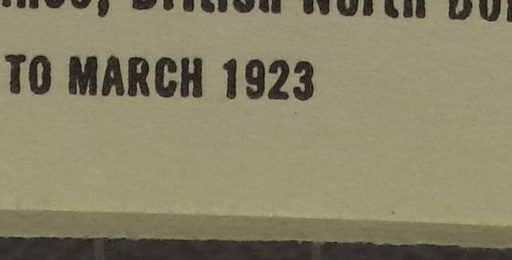 British North
TO MARCH 1923